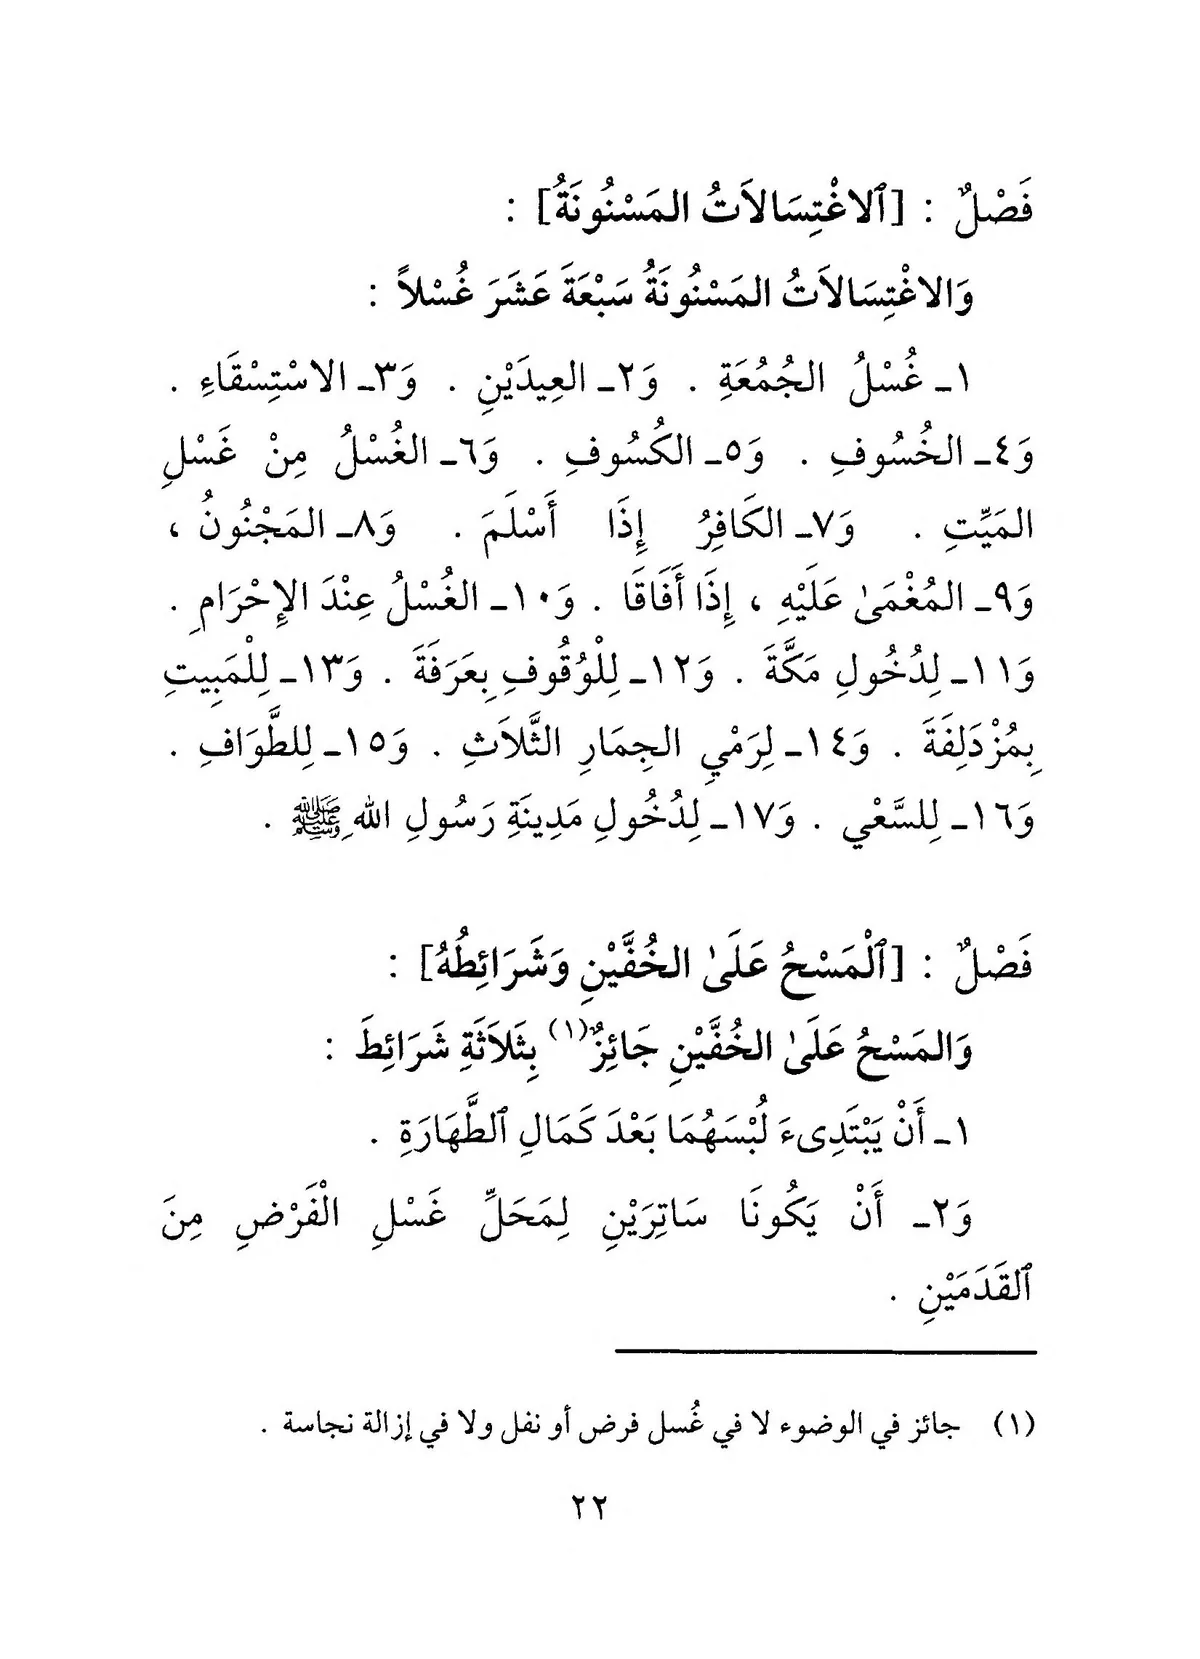 فَصْلٌ : [ٱلاغْتِسَالاَتُ المَسْنُونَةُ] :
وَالاغْتِسَالاَتُ المَسْنُونَةُ سَبْعَةَ عَشَرَ غُسْلاً :
١ـ غُسْلُ الجُمُعَةِ . وَ٢ـ العِيدَيْنِ . وَ٣ـ الاسْتِسْقَاءِ .
وَ٤ـ الخُسُوفِ . وَ٥ـ الكُسُوفِ . وَ٦ـ الغُسْلُ مِنْ غَسْلِ
المَيِّتِ . وَ٧ـ الكَافِرُ إِذَا أَسْلَمَ . وَ٨ـ المَجْنُونُ ،
وَ٩ـ المُغْمَىٰ عَلَيْهِ ، إِذَا أَفَاقَا . وَ١٠ـ الغُسْلُ عِنْدَ الإِحْرَامِ .
وَ١١ـ لِدُخُولِ مَكَّةَ . وَ١٢ـ لِلْوُقُوفِ بِعَرَفَةَ . وَ١٣ـ لِلْمَبِيتِ
بِمُزْدَلِفَةَ . وَ١٤ـ لِرَمْيِ الجِمَارِ الثَّلاَثِ . وَ١٥ـ لِلطَّوَافِ .
وَ١٦ـ لِلسَّعْي . وَ١٧ـ لِدُخُولِ مَدِينَةِ رَسُولِ اللهِ ﷺ .
فَصْلٌ : [ٱلْمَسْحُ عَلَىٰ الخُفَّيْنِ وَشَرَائِطُهُ] :
وَالمَسْحُ عَلَىٰ الخُفَّيْنِ جَائِزٌ(١) بِثَلاَثَةِ شَرَائِطَ :
١ـ أَنْ يَبْتَدِىءَ لُبْسَهُمَا بَعْدَ كَمَالِ ٱلطَّهَارَةِ .
وَ٢ـ أَنْ يَكُونَا سَاتِرَيْنِ لِمَحَلِّ غَسْلِ الْفَرْضِ مِنَ
ٱلقَدَمَيْنِ .
(١) جائز في الوضوء لا في غُسل فرض أو نفل ولا في إزالة نجاسة .
٢٢